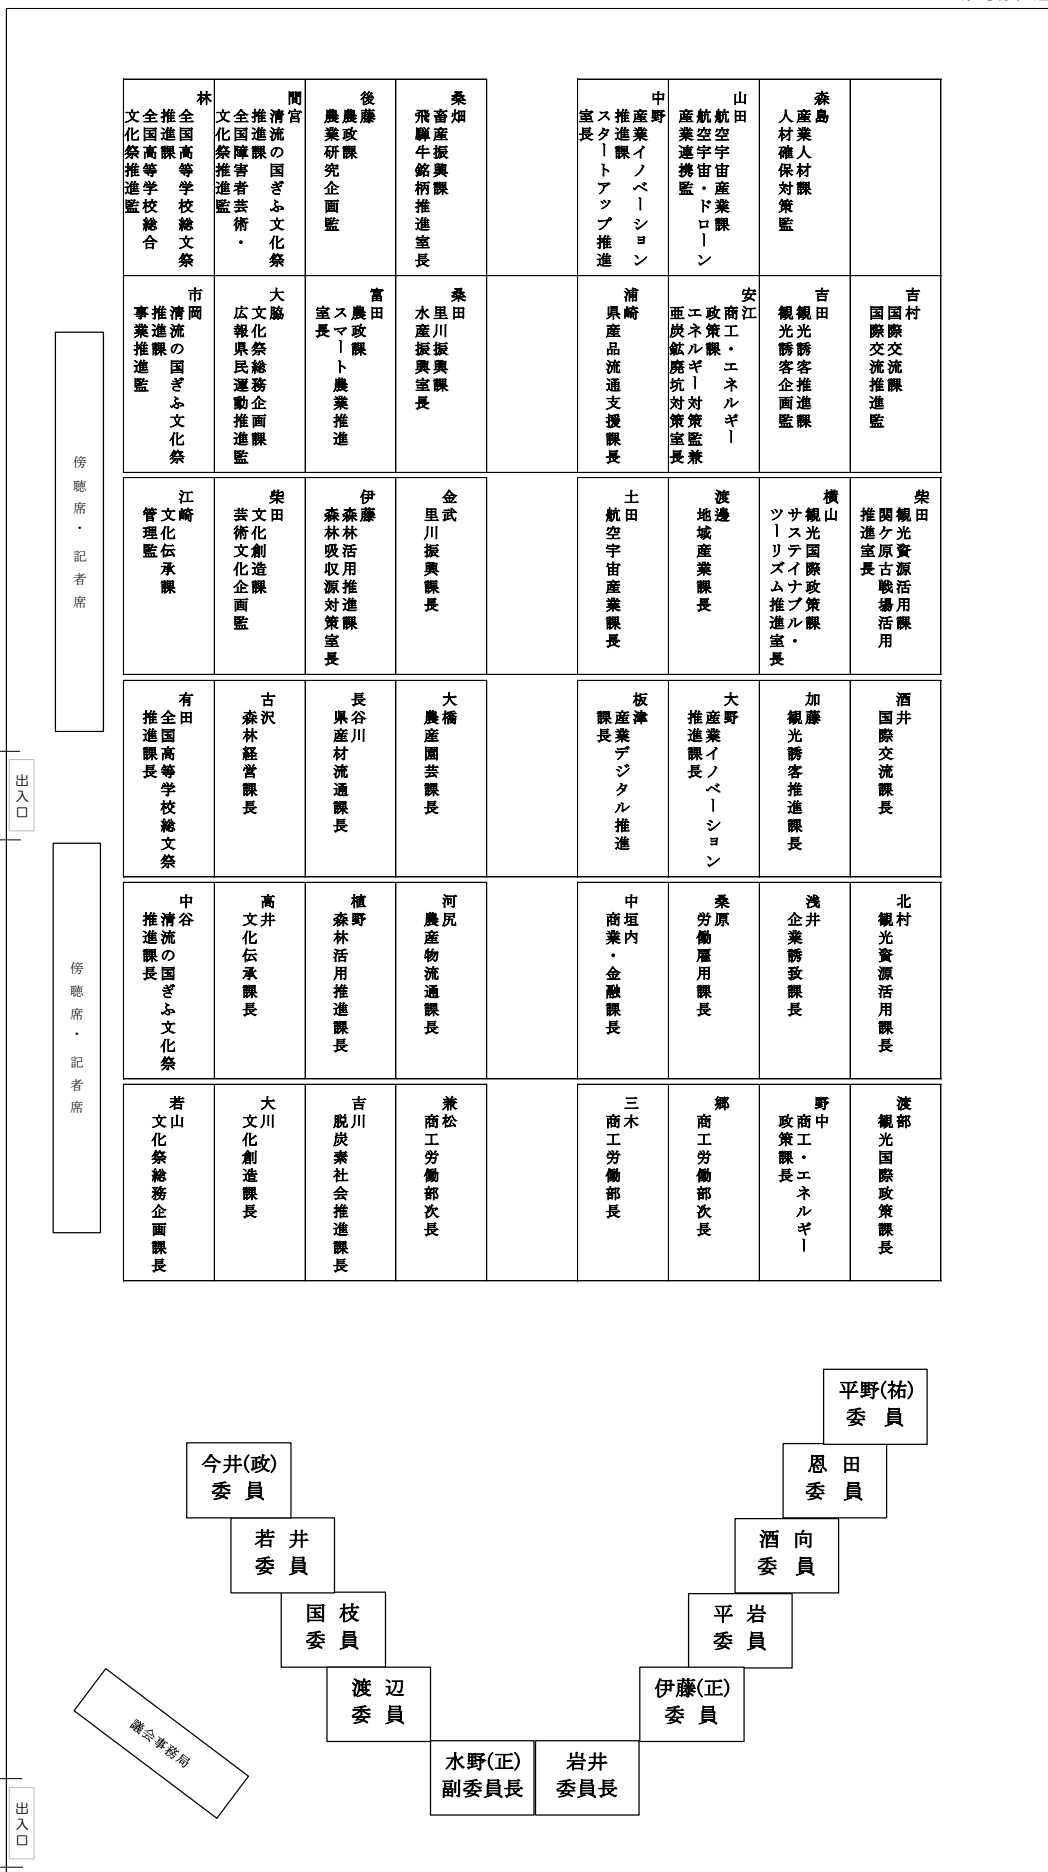 林
全国高等学校総文祭
推進課
全国高等学校総合
文化祭推進監
間宮
清流の国ぎふ文化祭
推進課
全国障害者芸術・
文化祭推進監
後藤
農政課
農業研究企画監
桑畑
畜産振興課
飛騨牛銘柄推進室長
中野
産業イノベーション
推進課
スタートアップ推進
室長
山田
航空宇宙産業課
航空宇宙・ドローン
産業連携監
森島
産業人材課
人材確保対策監
市岡
清流の国ぎふ文化祭
推進課
事業推進監
大脇
文化祭総務企画課
広報県民運動推進監
富田
農政課
スマート農業推進
室長
桑田
里川振興課
水産振興室長
浦崎
県産品流通支援課長
安江
商工・エネルギー
政策課
エネルギー対策監兼
亜炭鉱廃坑対策室長
吉田
観光誘客推進課
観光誘客企画監
吉村
国際交流課
国際交流推進監
江崎
文化伝承課
管理監
柴田
文化創造課
芸術文化企画監
伊藤
森林活用推進課
森林吸収源対策室長
金武
里川振興課長
土田
航空宇宙産業課長
渡邊
地域産業課長
横山
観光国際政策課
サステイナブル・
ツーリズム推進室長
柴田
観光資源活用課
関ケ原古戦場活用
推進室長
有田
全国高等学校総文祭
推進課長
古沢
森林経営課長
長谷川
県産材流通課長
大橋
農産園芸課長
板津
産業デジタル推進
課長
大野
産業イノベーション
推進課長
加藤
観光誘客推進課長
酒井
国際交流課長
中谷
清流の国ぎふ文化祭
推進課長
高井
文化伝承課長
植野
森林活用推進課長
河尻
農産物流通課長
中垣内
商業・金融課長
桑原
労働雇用課長
浅井
企業誘致課長
北村
観光資源活用課長
若山
文化祭総務企画課長
大川
文化創造課長
吉川
脱炭素社会推進課長
兼松
商工労働部次長
三木
商工労働部長
郷
商工労働部次長
野中
商工・エネルギー
政策課長
渡部
観光国際政策課長
傍聴席・記者席
出入口
傍聴席・記者席
平野(祐)
委 員
今井(政)
委 員
恩 田
委 員
若 井
委 員
酒 向
委 員
国 枝
委 員
平 岩
委 員
渡 辺
委 員
伊藤(正)
委 員
議会事務局
水野(正)
副委員長
岩井
委員長
出入口